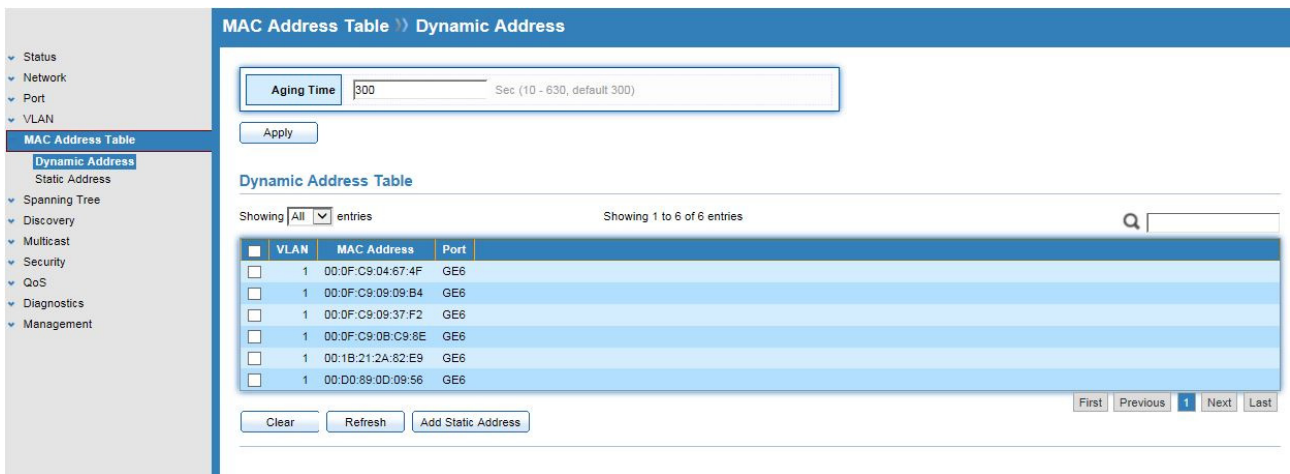 MAC Address Table » Dynamic Address
Status
Network
Port
VLAN
MAC Address Table
Dynamic Address
Static Address
Spanning Tree
Discovery
Multicast
Security
QoS
Diagnostics
Management
Aging Time 300 Sec (10 - 630, default 300)
Apply
Dynamic Address Table
Showing All entries Showing 1 to 6 of 6 entries
VLAN MAC Address Port
1 00:0F:C9:04:67:4F GE6
1 00:0F:C9:09:09:B4 GE6
1 00:0F:C9:09:37:F2 GE6
1 00:0F:C9:0B:C9:8E GE6
1 00:1B:21:2A:82:E9 GE6
1 00:D0:89:0D:09:56 GE6
First Previous 1 Next Last
Clear Refresh Add Static Address